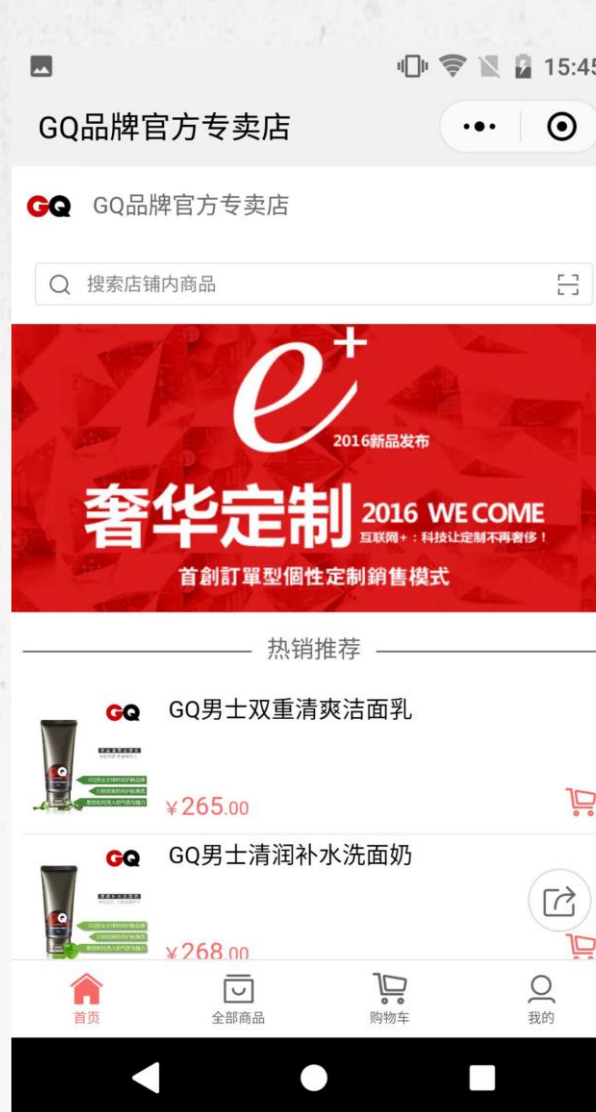 15:45
GQ品牌官方专卖店
GQ GQ品牌官方专卖店
搜索店铺内商品
e+
2016新品发布
奢华定制
2016 WE COME
互联网+：科技让定制不再奢侈！
首創訂單型個性定制銷售模式
热销推荐
GQ
GQ男士双重清爽洁面乳
¥265.00
GQ
GQ男士清润补水洗面奶
¥268.00
首页
全部商品
购物车
我的